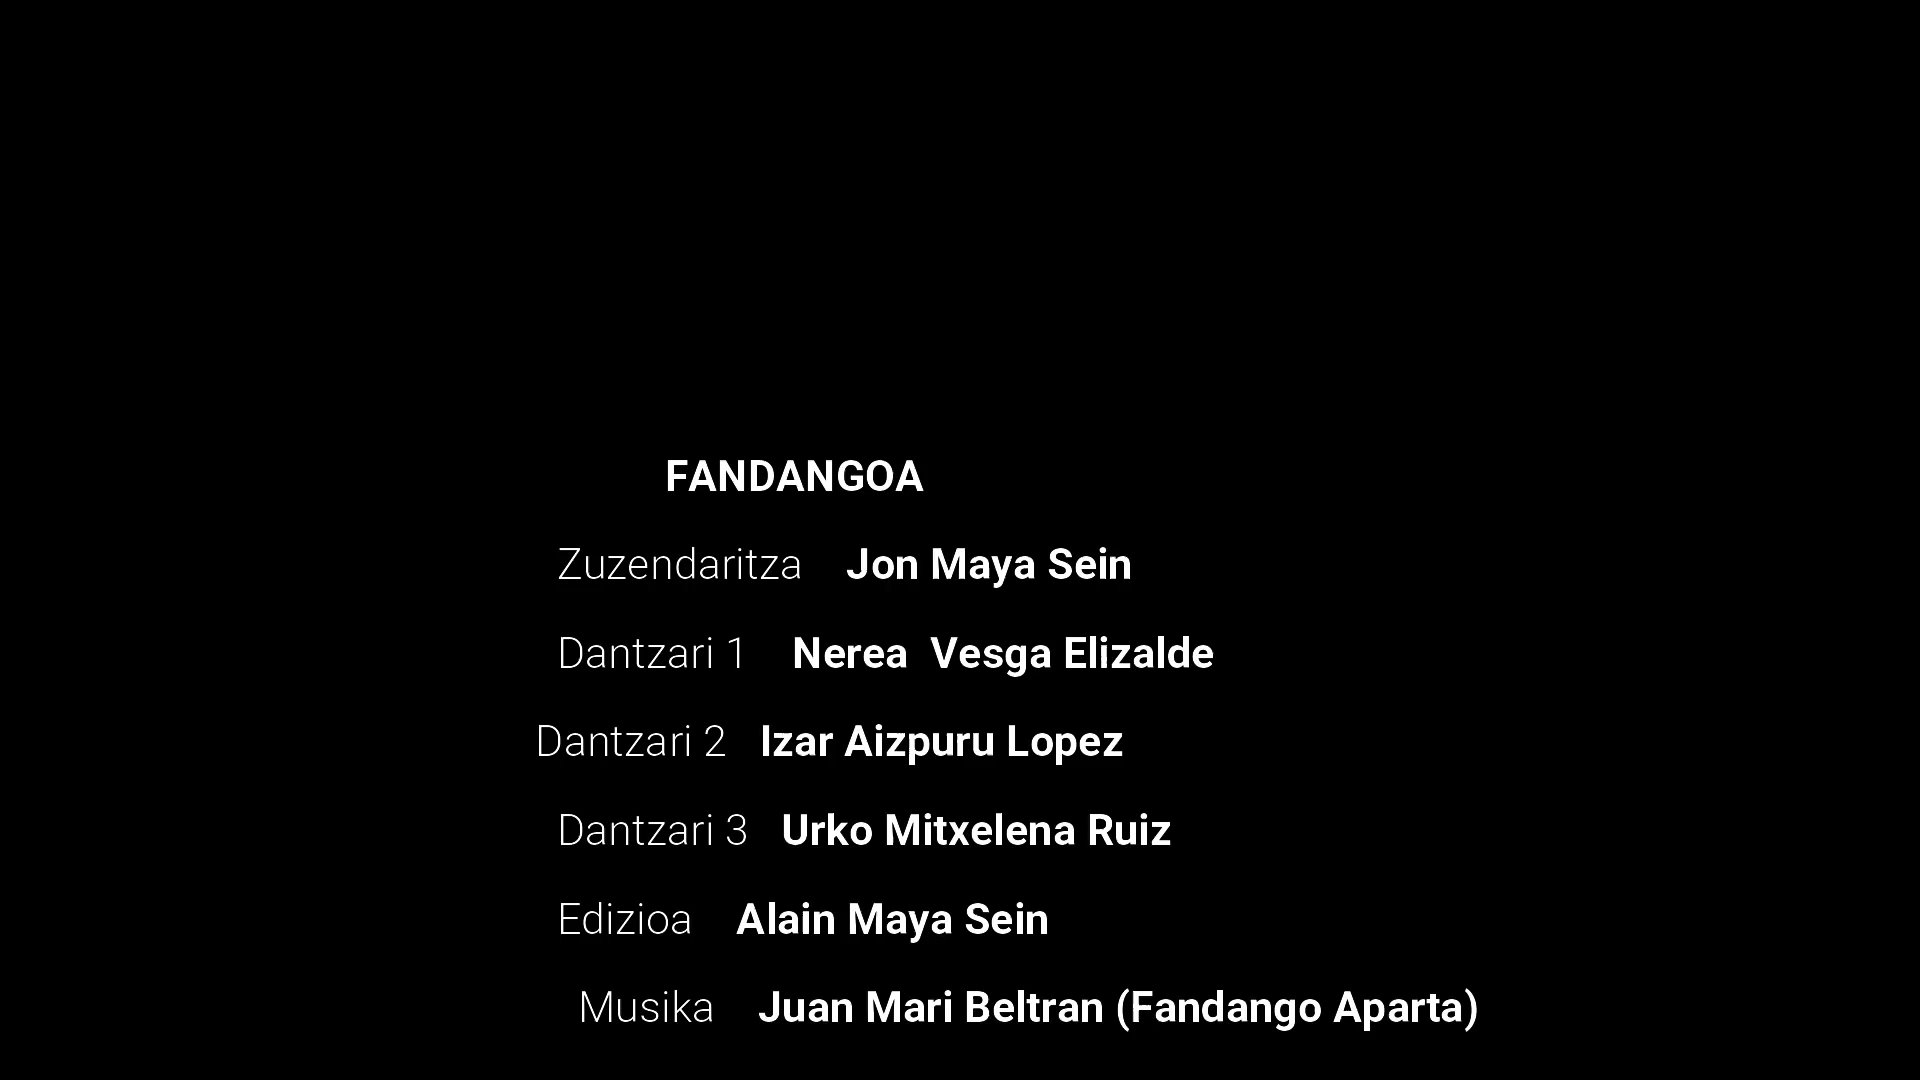 FANDANGOA
Zuzendaritza Jon Maya Sein
Dantzari 1 Nerea Vesga Elizalde
Dantzari 2 Izar Aizpuru Lopez
Dantzari 3 Urko Mitxelena Ruiz
Edizioa Alain Maya Sein
Musika Juan Mari Beltran (Fandango Aparta)